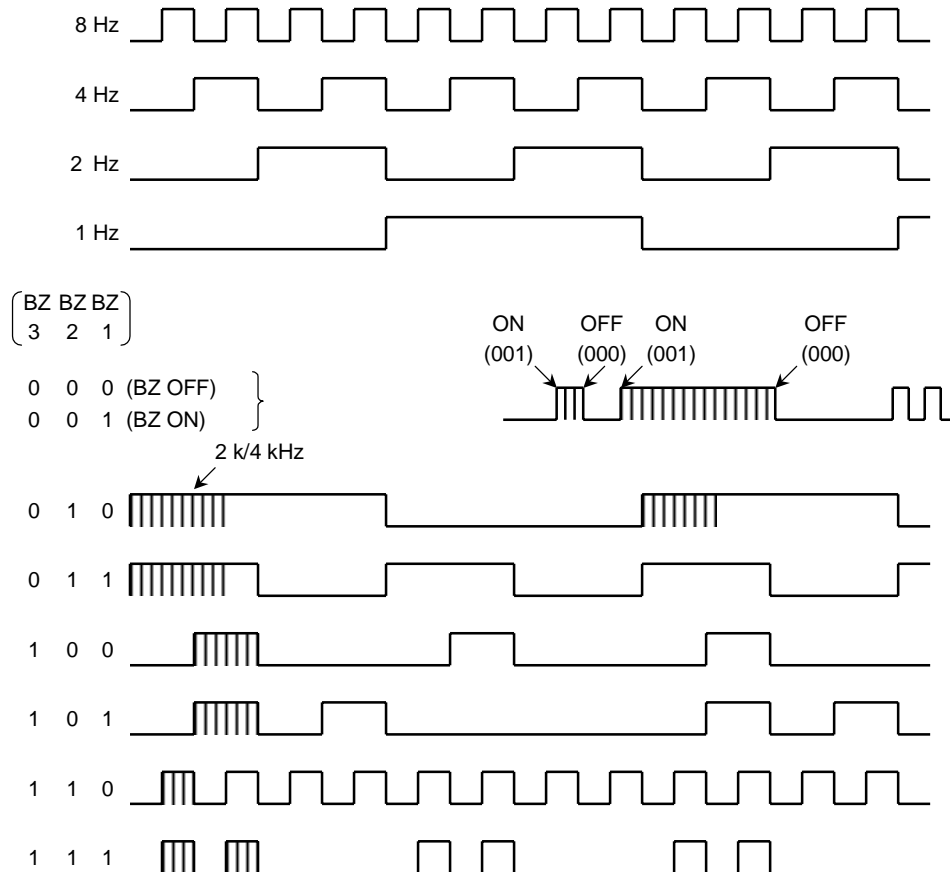 8 Hz
4 Hz
2 Hz
1 Hz
BZ BZ BZ
3 2 1
ON OFF ON OFF
(001) (000) (001) (000)
0 0 0 (BZ OFF)
0 0 1 (BZ ON)
2 k/4 kHz
0 1 0
0 1 1
1 0 0
1 0 1
1 1 0
1 1 1